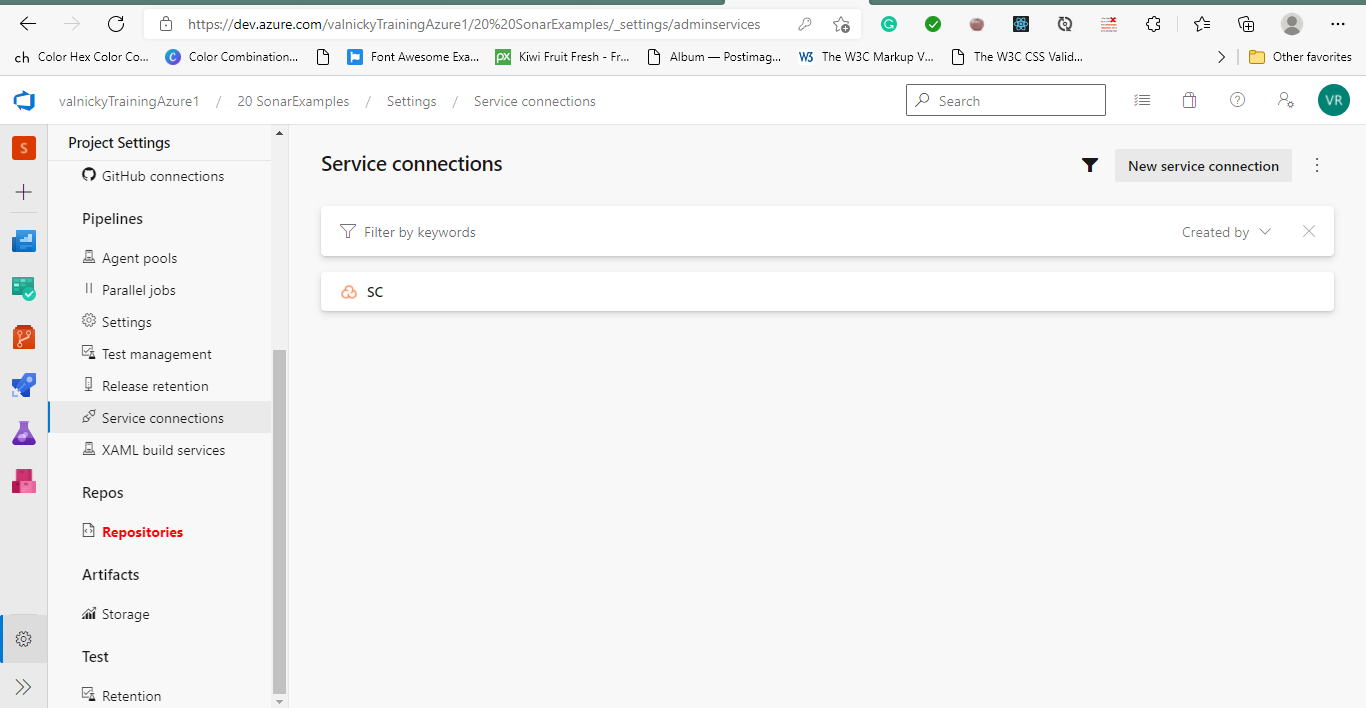 https://dev.azure.com/valnickyTrainingAzure1/20%20SonarExamples/_settings/adminservices
ch Color Hex Color Co... C Color Combination... Font Awesome Exa... px Kiwi Fruit Fresh - Fr... Album — Postimag... W3 The W3C Markup V... The W3C CSS Valid... Other favorites
valnickyTrainingAzure1 / 20 SonarExamples / Settings / Service connections
Search
VR
S
Project Settings
GitHub connections
Pipelines
Agent pools
Parallel jobs
Settings
Test management
Release retention
Service connections
XAML build services
Repos
Repositories
Artifacts
Storage
Test
Retention
Service connections
New service connection
Filter by keywords
Created by
SC